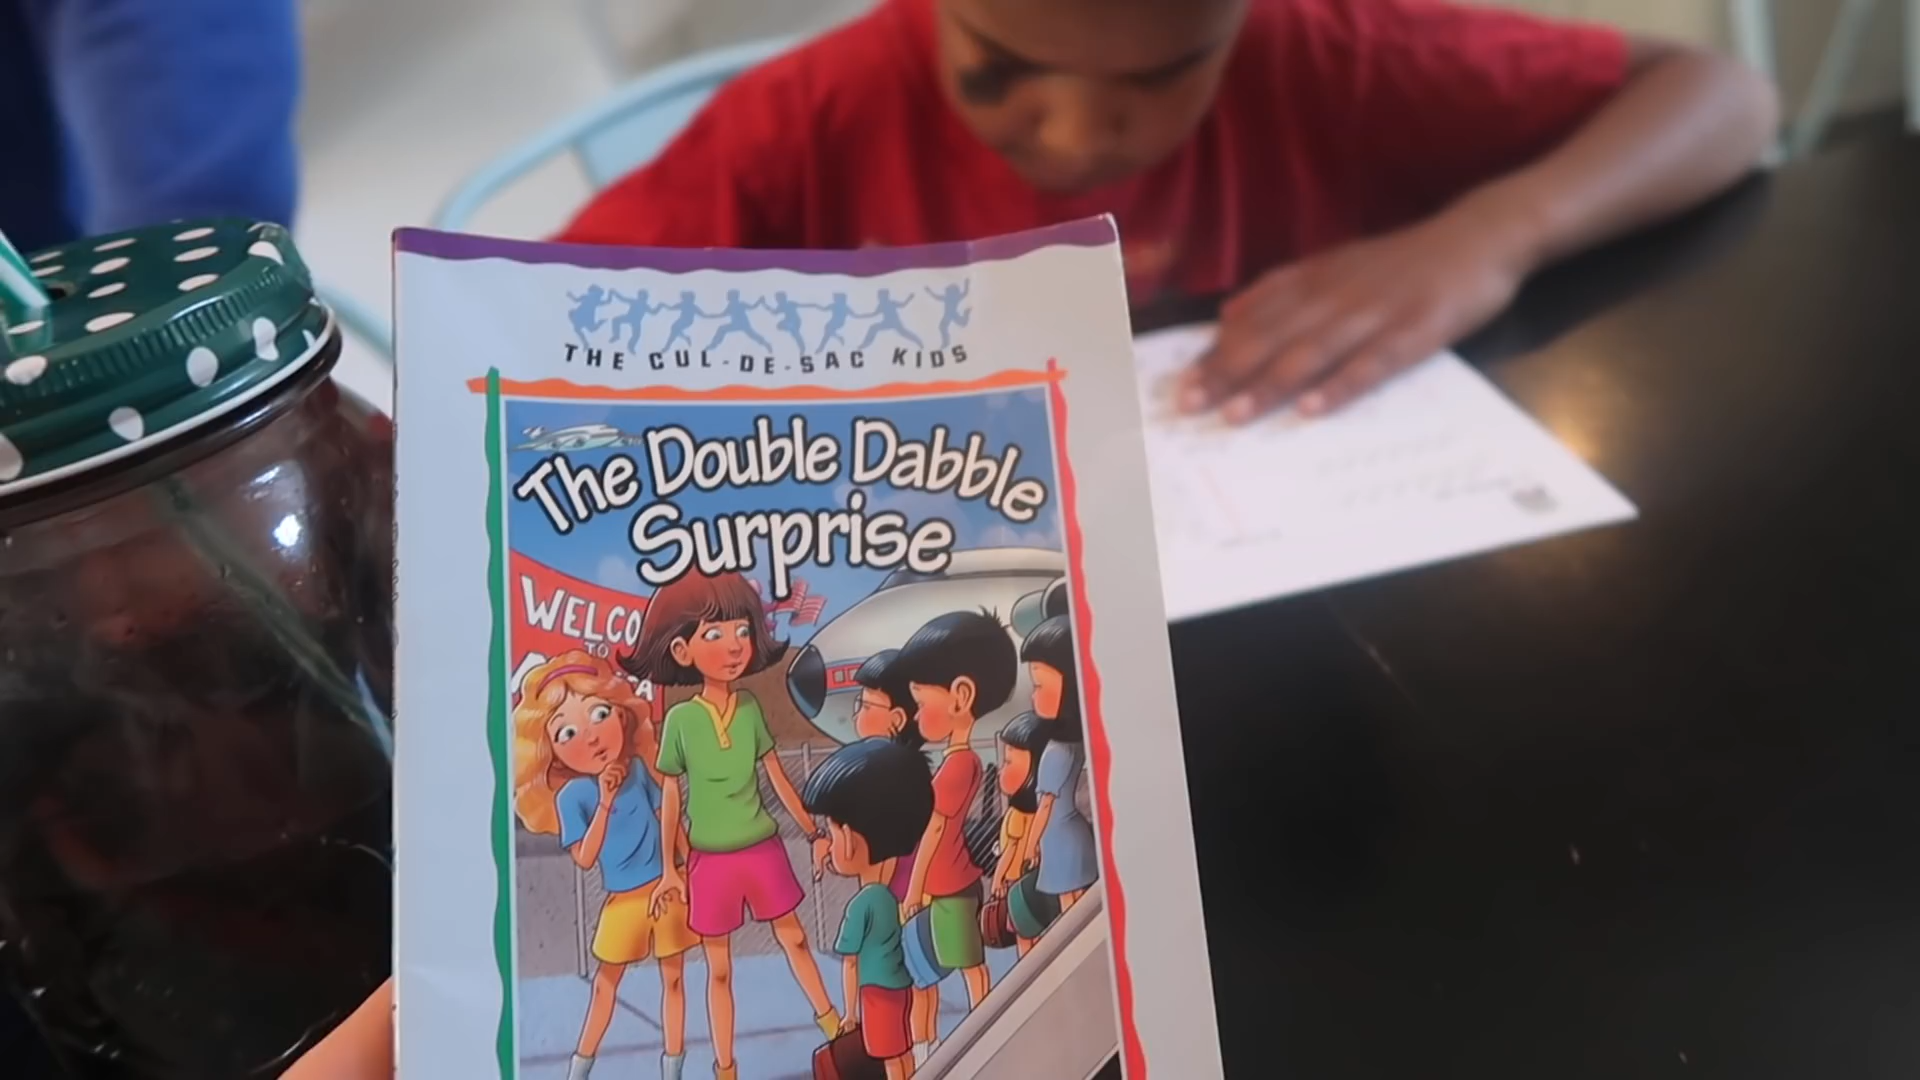 THE CUL-DE-SAC KIDS
The Double Dabble
Surprise
WELCO
TO